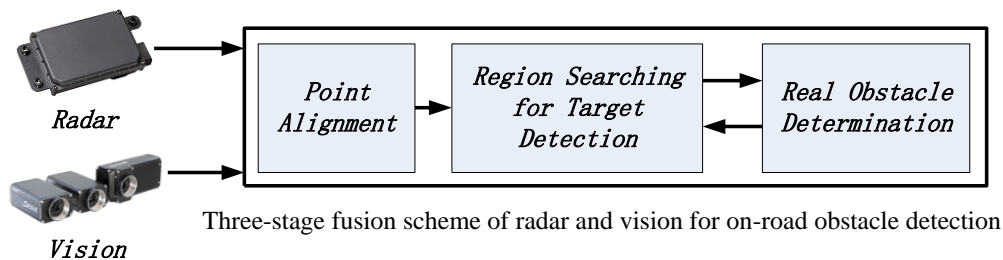 Radar
Vision
Point
Alignment
Region Searching
for Target
Detection
Real Obstacle
Determination
Three-stage fusion scheme of radar and vision for on-road obstacle detection